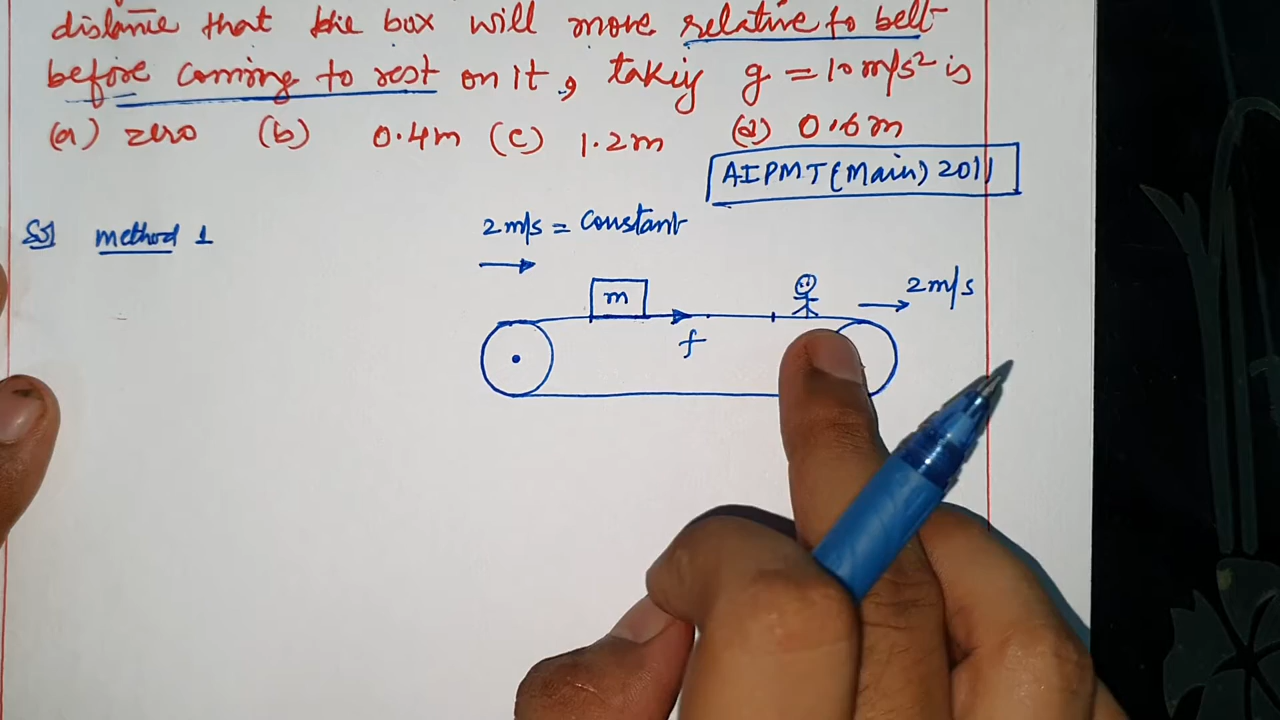 distance that the box will move relative to belt
before coming to rest on it, taking g = 10 m/s² is
(a) zero (b) 0.4m (c) 1.2m (d) 0.6m
AIPMT (Main) 2011
Sol method 1
2 m/s = constant
m
2 m/s
f